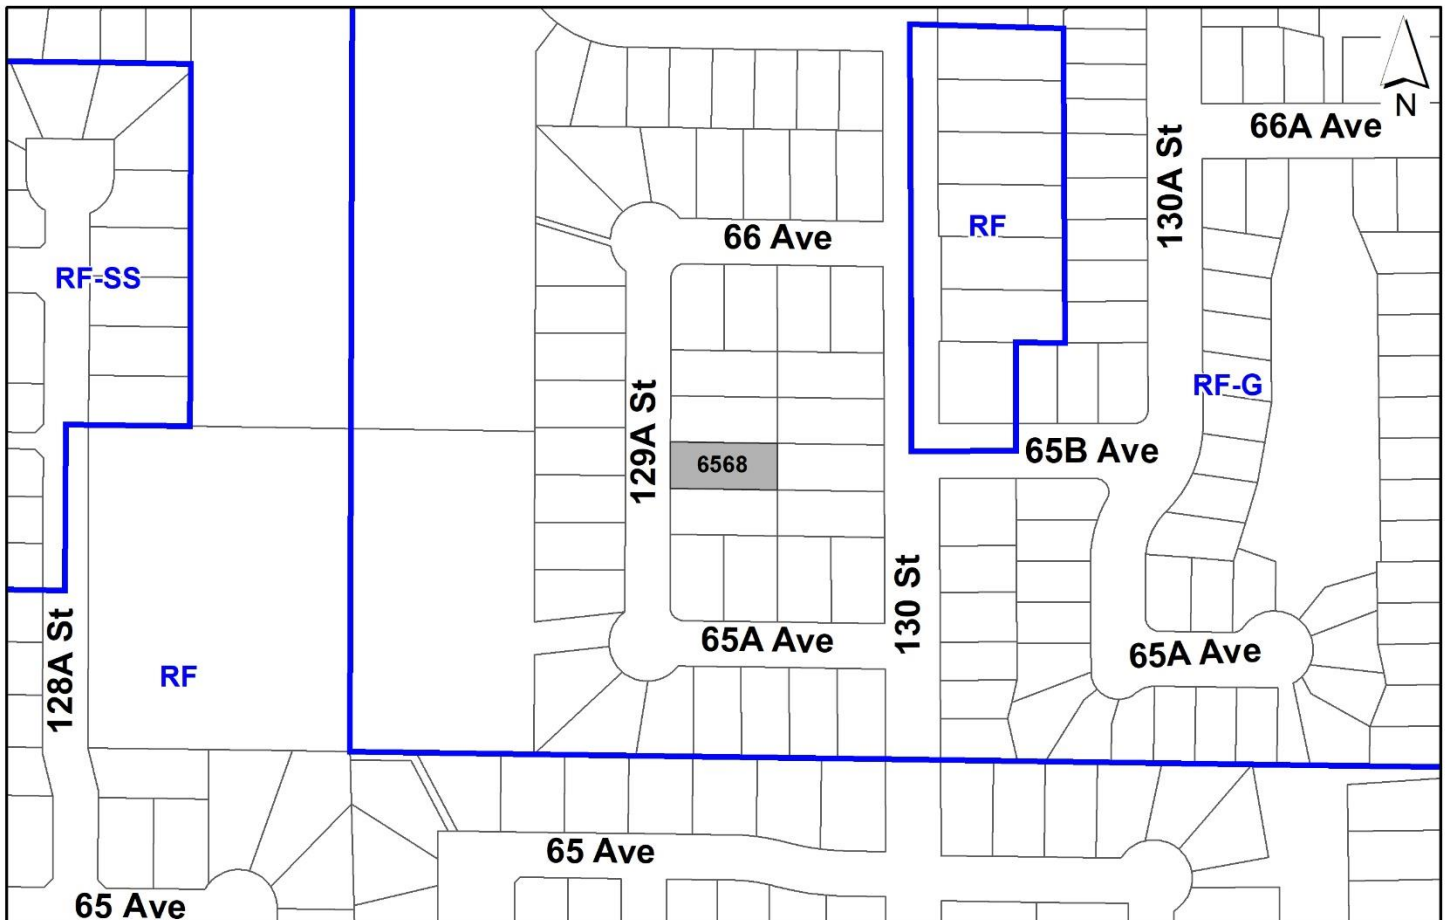 N
66A Ave
130A St
66 Ave
RF
RF-SS
RF-G
129A St
65B Ave
6568
130 St
65A Ave
65A Ave
128A St
RF
65 Ave
65 Ave